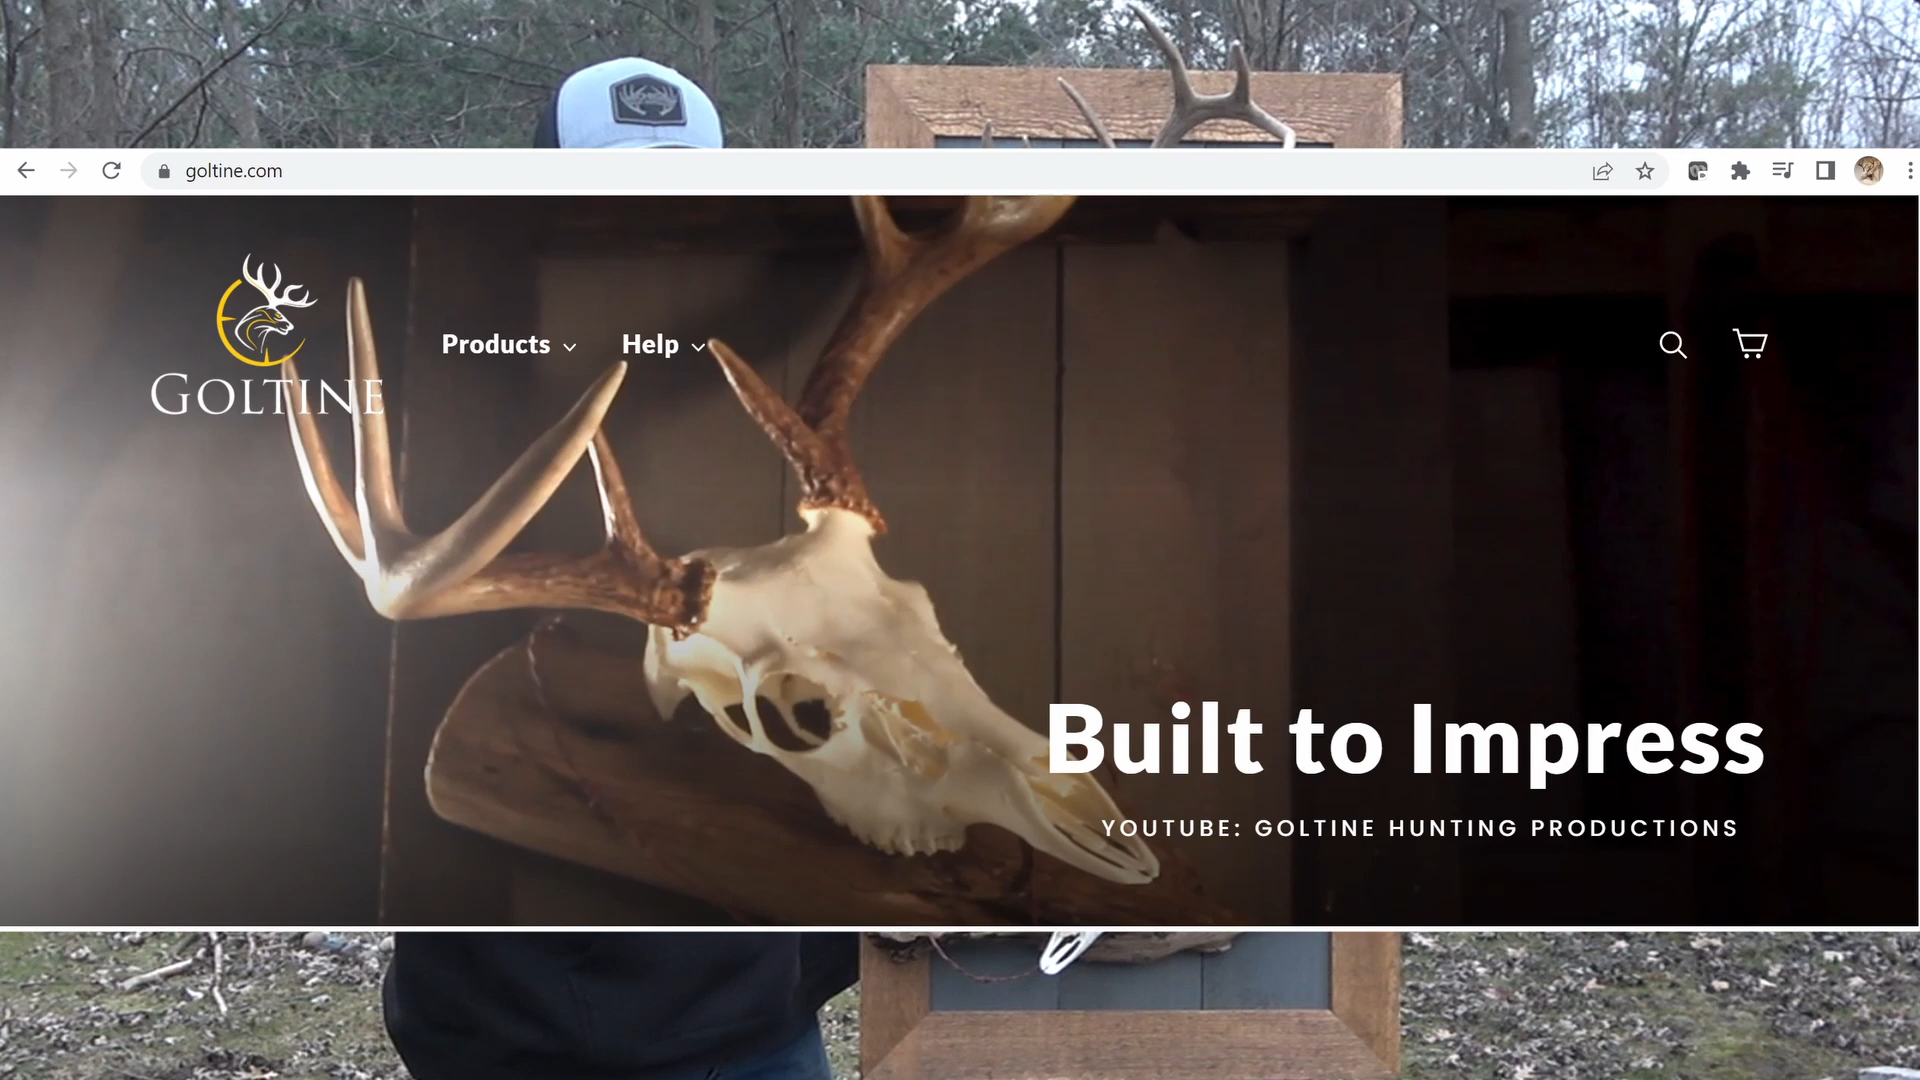 goltine.com
GOLTINE
Products
Help
Built to Impress
YOUTUBE: GOLTINE HUNTING PRODUCTIONS